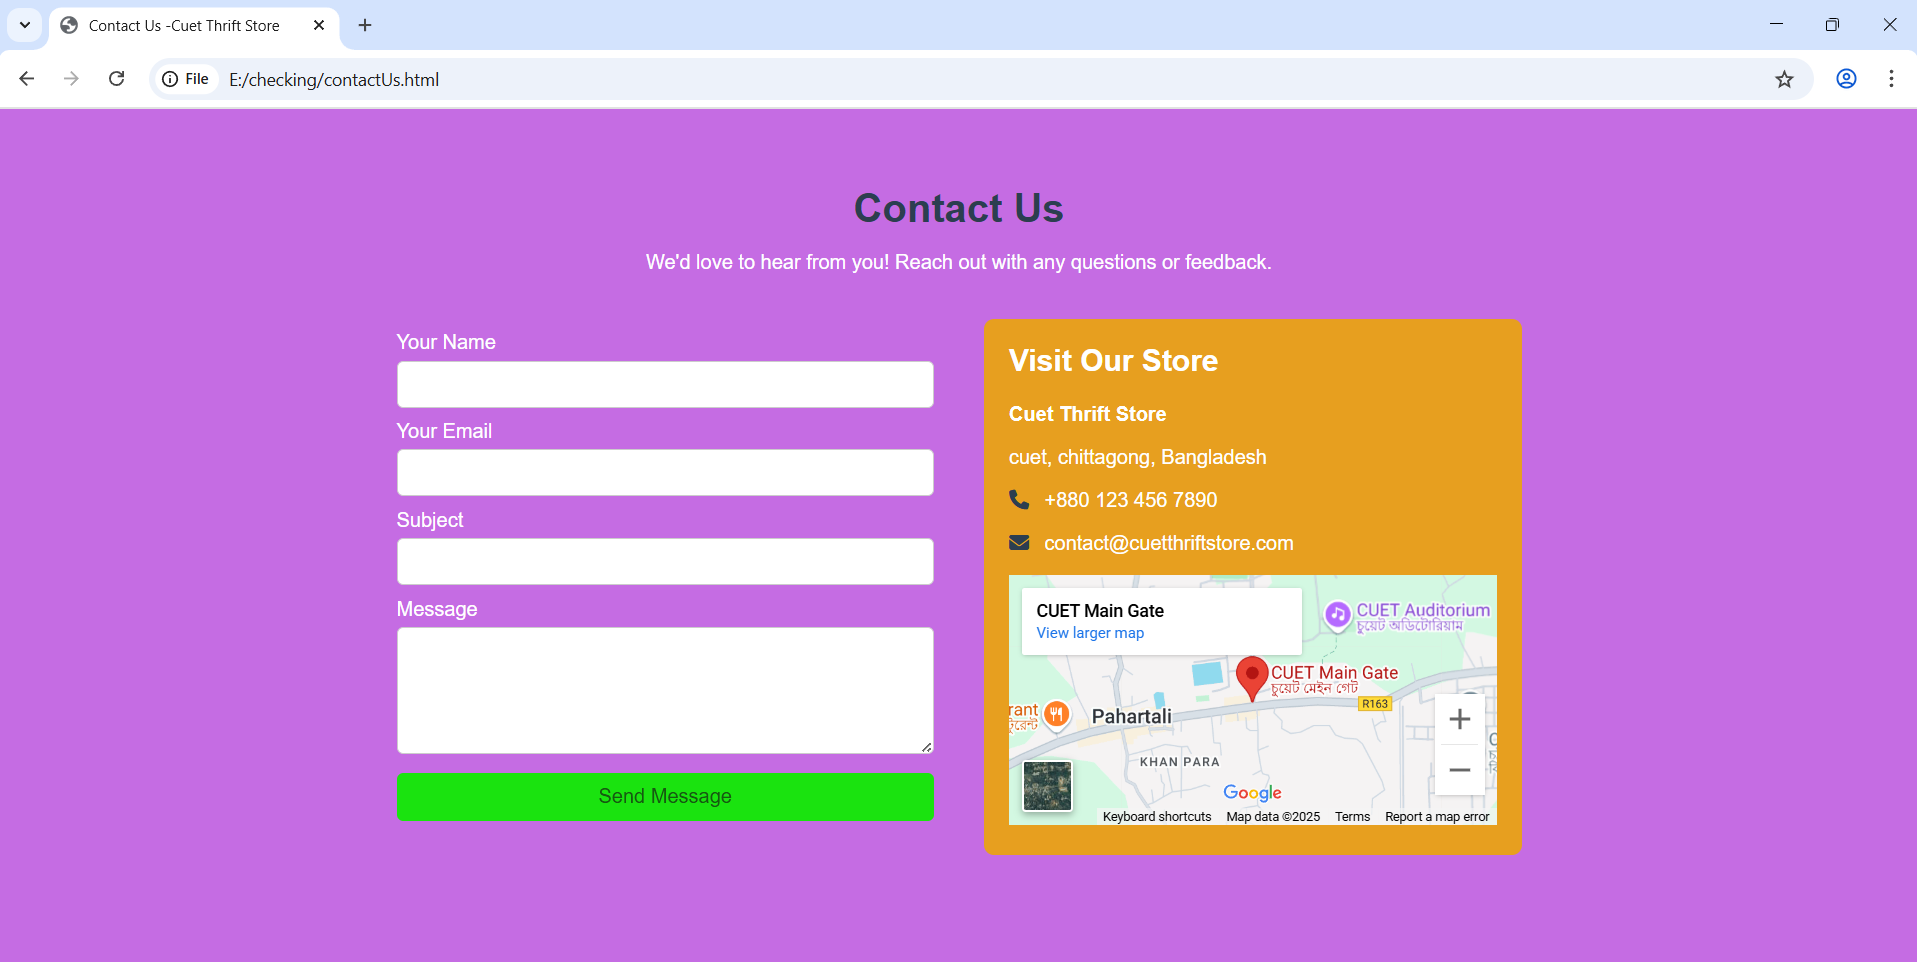 Contact Us -Cuet Thrift Store
File
E:/checking/contactUs.html
Contact Us
We'd love to hear from you! Reach out with any questions or feedback.
Your Name
Your Email
Subject
Message
Send Message
Visit Our Store
Cuet Thrift Store
cuet, chittagong, Bangladesh
+880 123 456 7890
contact@cuetthriftstore.com
CUET Main Gate
View larger map
CUET Auditorium
চুয়েট অডিটোরিয়াম
CUET Main Gate
চুয়েট মেইন গেট
R163
rant
Pahartali
KHAN PARA
Google
Keyboard shortcuts
Map data ©2025
Terms
Report a map error